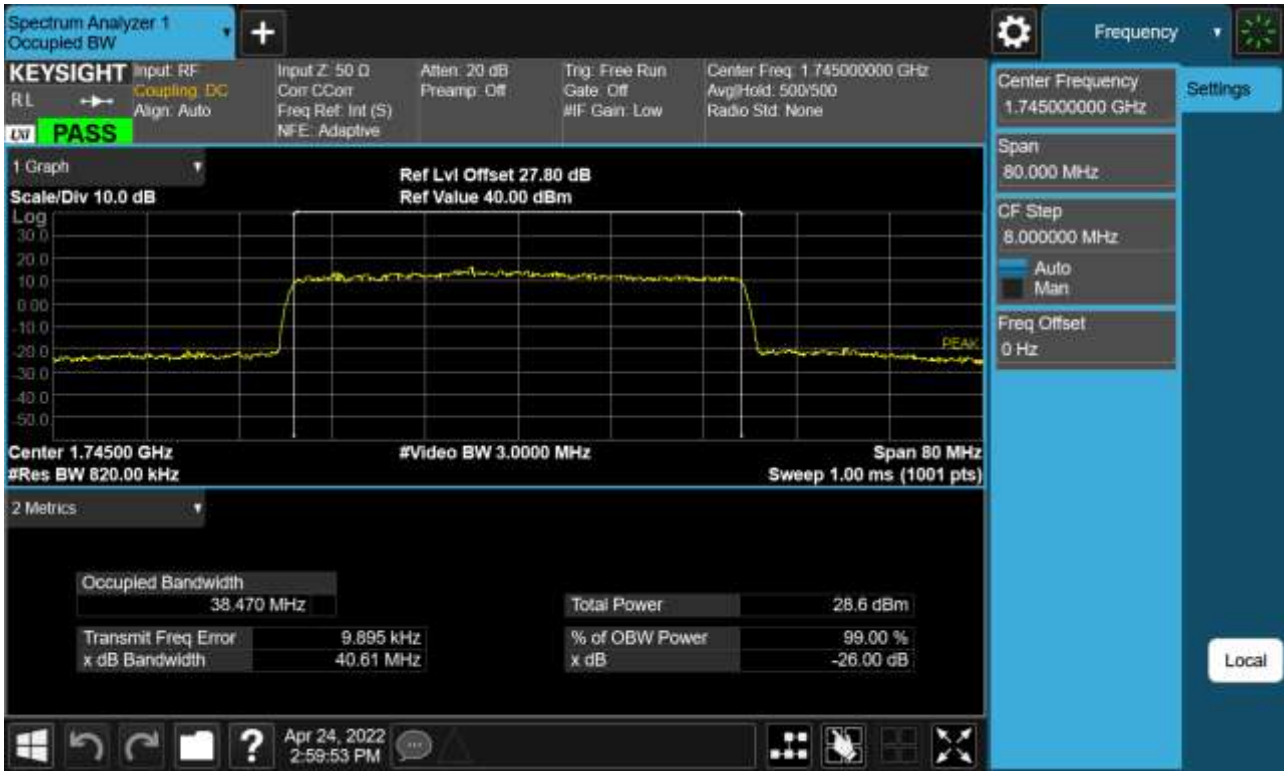 Spectrum Analyzer 1
Occupied BW
+
Frequency
KEYSIGHT
RL
LXI
PASS
Input: RF
Coupling: DC
Align: Auto
Input Z: 50 Ω
Corr CCorr
Freq Ref: Int (S)
NFE: Adaptive
Atten: 20 dB
Preamp: Off
Trig: Free Run
Gate: Off
#IF Gain: Low
Center Freq: 1.745000000 GHz
Avg|Hold: 500/500
Radio Std: None
1 Graph
Scale/Div 10.0 dB
Ref Lvl Offset 27.80 dB
Ref Value 40.00 dBm
Log
30.0
20.0
10.0
0.00
-10.0
-20.0
-30.0
-40.0
-50.0
PEAK
Center 1.74500 GHz
#Video BW 3.0000 MHz
Span 80 MHz
#Res BW 820.00 kHz
Sweep 1.00 ms (1001 pts)
2 Metrics
Occupied Bandwidth
38.470 MHz
Transmit Freq Error 9.895 kHz
x dB Bandwidth 40.61 MHz
Total Power 28.6 dBm
% of OBW Power 99.00 %
x dB -26.00 dB
Center Frequency
1.745000000 GHz
Span
80.000 MHz
CF Step
8.000000 MHz
Auto
Man
Freq Offset
0 Hz
Settings
Local
?
Apr 24, 2022
2:59:53 PM